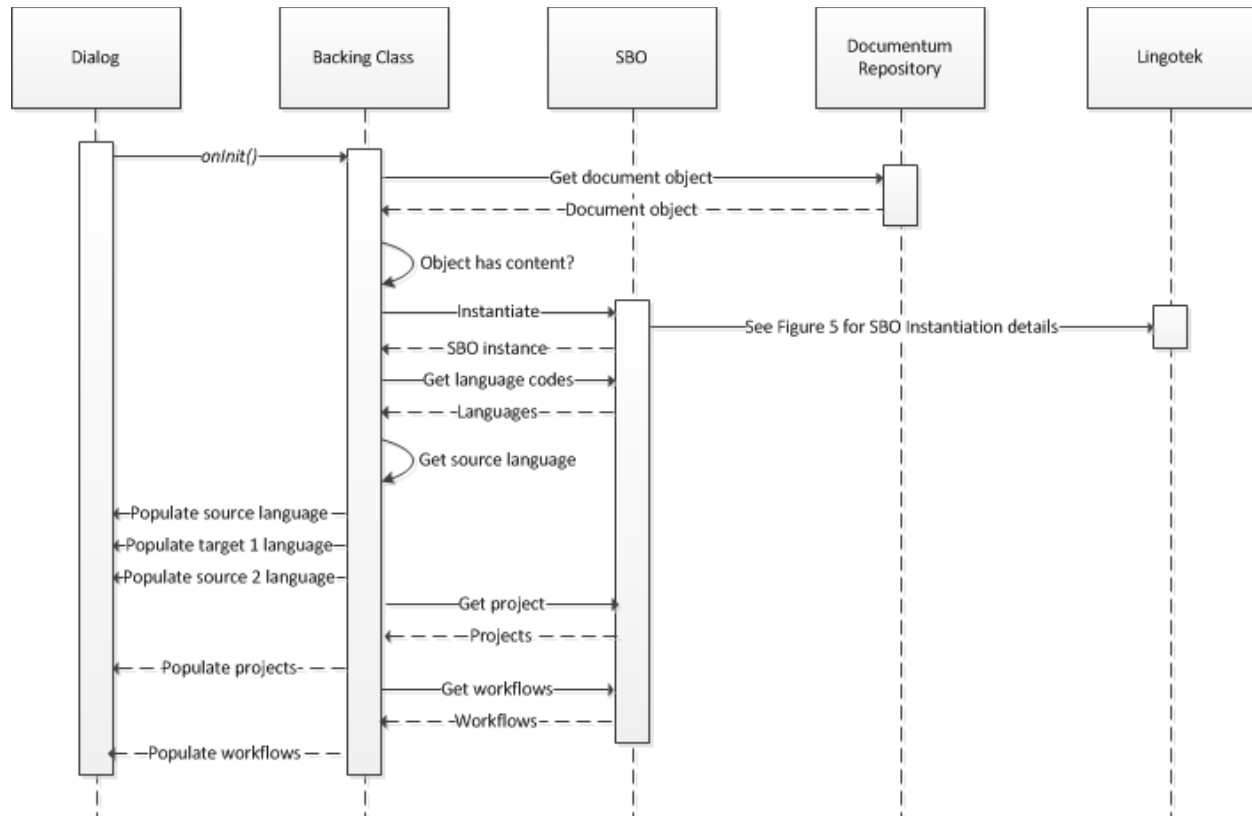 Dialog
Backing Class
SBO
Documentum
Repository
Lingotek
onInit()
Get document object
Document object
Object has content?
Instantiate
See Figure 5 for SBO Instantiation details
SBO instance
Get language codes
Languages
Get source language
Populate source language
Populate target 1 language
Populate source 2 language
Get project
Projects
Populate projects
Get workflows
Workflows
Populate workflows